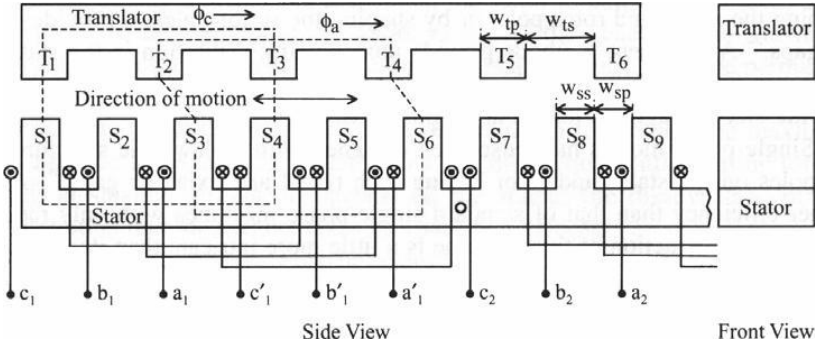 Translator ϕc ϕa wtp wts Translator
T1 T2 T3 T4 T5 T6
Direction of motion wss wsp
S1 S2 S3 S4 S5 S6 S7 S8 S9
Stator Stator
c1 b1 a1 c'1 b'1 a'1 c2 b2 a2
Side View Front View